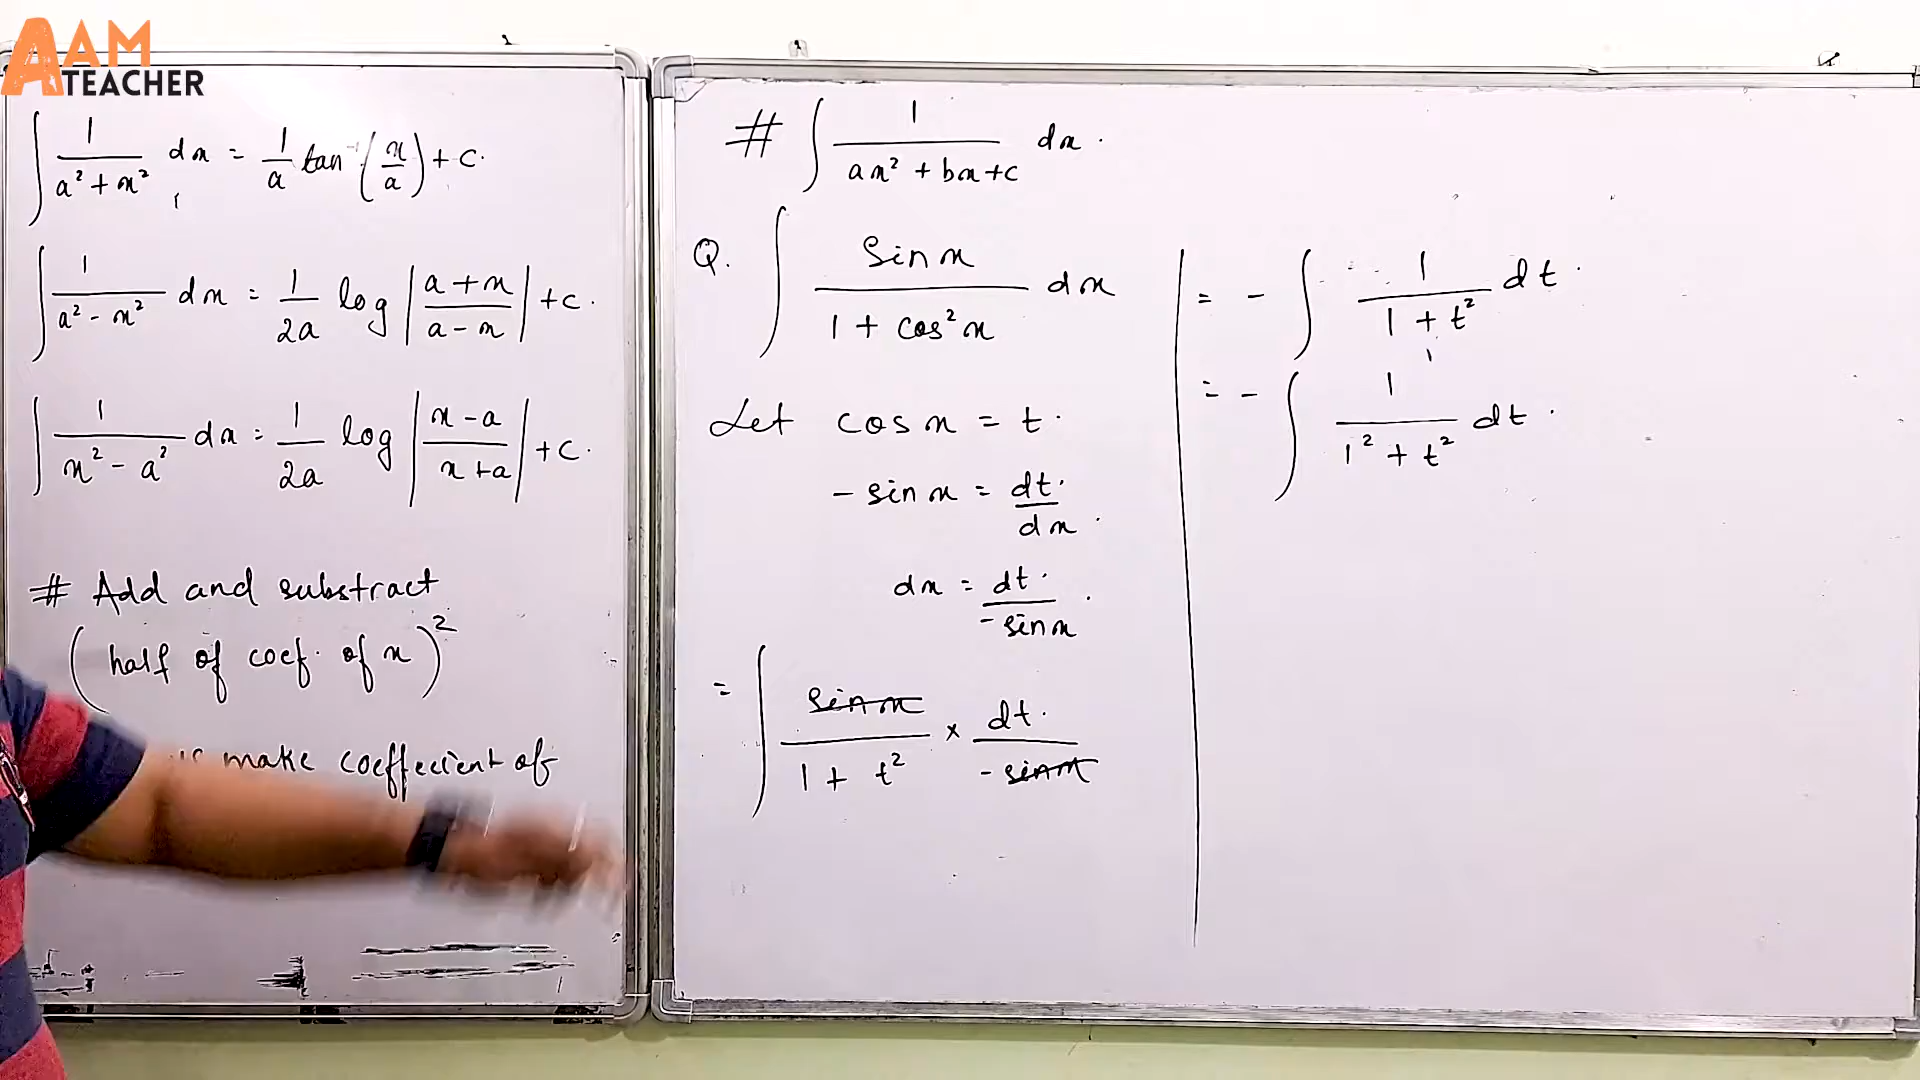 AAM
TEACHER
∫ 1/(a² + x²) dx = 1/a tan⁻¹ (x/a) + c.
∫ 1/(a² - x²) dx = 1/2a log |(a + x)/(a - x)| + c.
∫ 1/(x² - a²) dx = 1/2a log |(x - a)/(x + a)| + c.
# Add and substract
(half of coef. of x)²
make coeffecient of
# ∫ 1/(ax² + bx + c) dx.
Q. ∫ sin x/(1 + cos² x) dx
Let cos x = t.
- sin x = dt/dx.
dx = dt/(- sin x).
= ∫ sin x/(1 + t²) × dt/(- sin x)
= - ∫ 1/(1 + t²) dt.
= - ∫ 1/(1² + t²) dt.